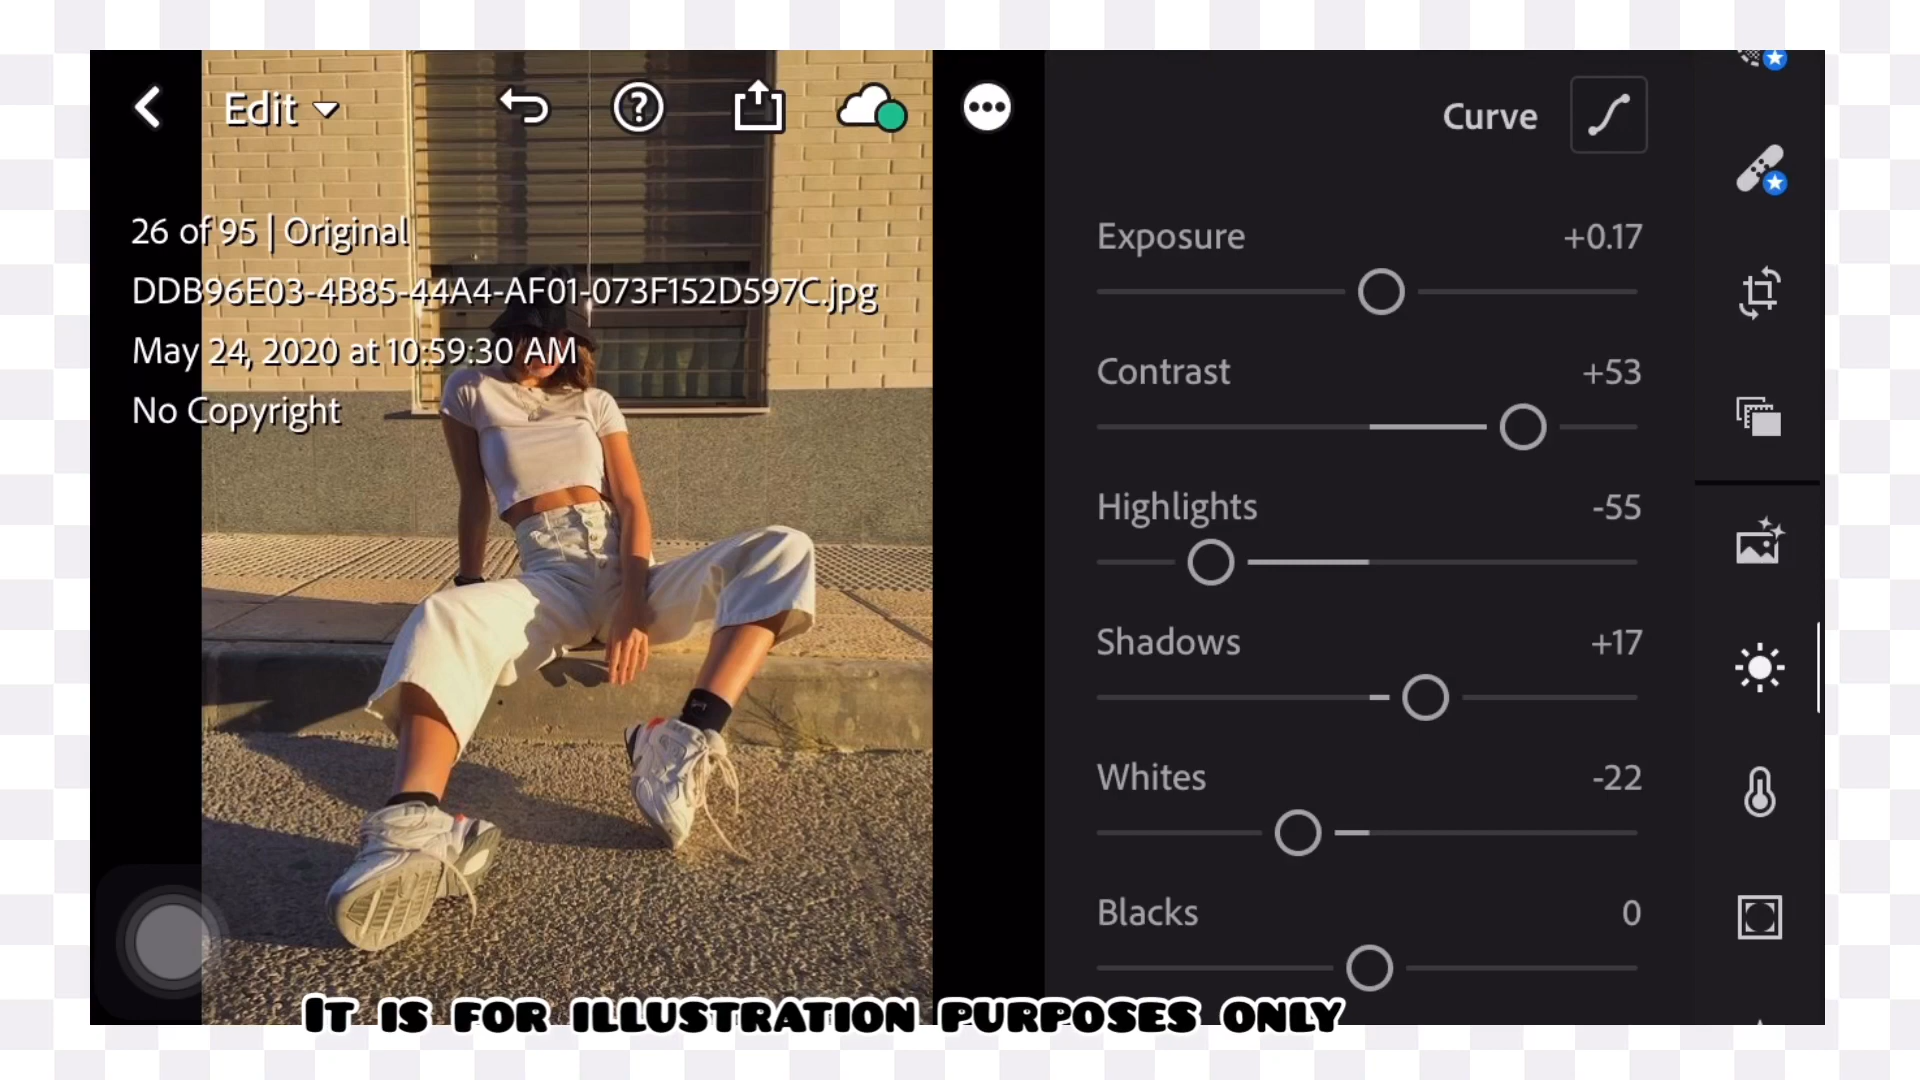 Edit
Curve
26 of 95 | Original
DDB96E03-4B85-44A4-AF01-073F152D597C.jpg
May 24, 2020 at 10:59:30 AM
No Copyright
Exposure +0.17
Contrast +53
Highlights -55
Shadows +17
Whites -22
Blacks 0
It is for illustration purposes only